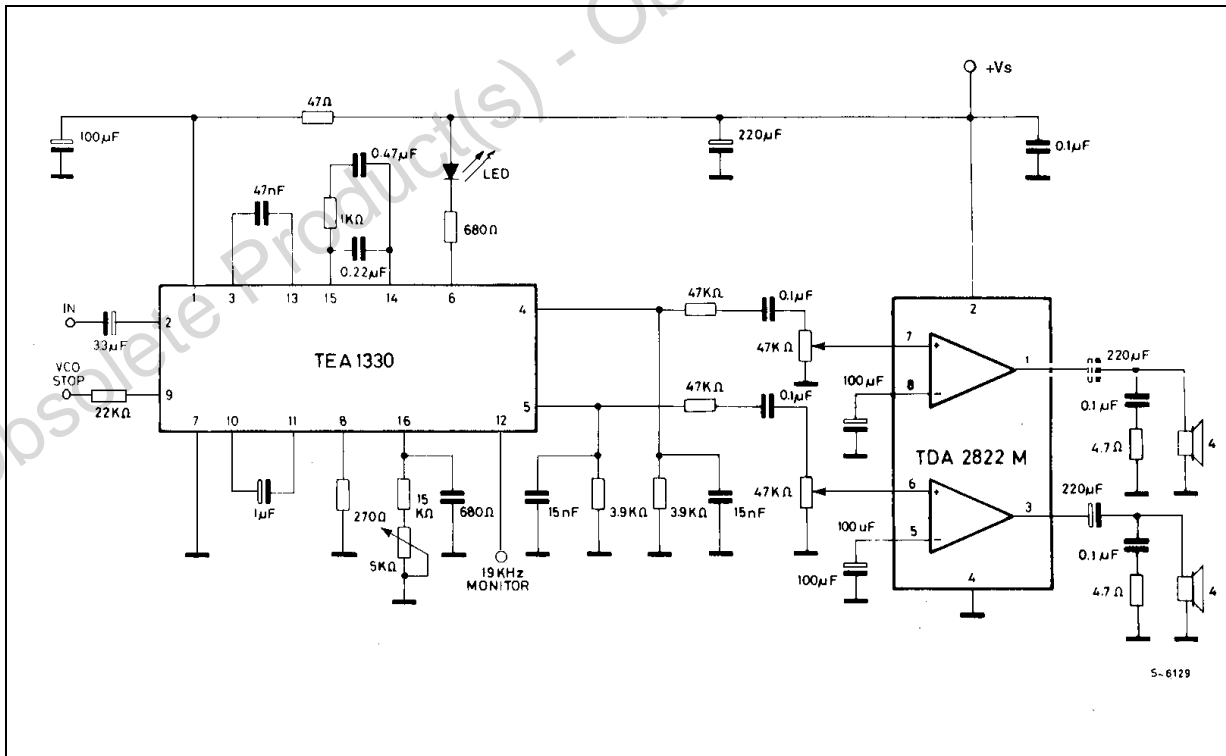 Obsolete Product(s) - Ob
+Vs
47Ω
100µF
220µF
0.1µF
0.47µF
LED
47nF
1KΩ
680Ω
0.22µF
1
3
13
15
14
6
IN
33µF
2
TEA 1330
4
47KΩ
0.1µF
47KΩ
VCO
STOP
22KΩ
9
5
47KΩ
0.1µF
47KΩ
7
10
11
8
16
12
1µF
270Ω
15
KΩ
5KΩ
680Ω
19KHz
MONITOR
15nF
3.9KΩ
3.9KΩ
15nF
2
7
+
100µF
8
-
1
220µF
0.1µF
4.7Ω
4
TDA 2822 M
6
+
100uF
5
-
100µF
3
220µF
0.1µF
4.7Ω
4
4
S-6129